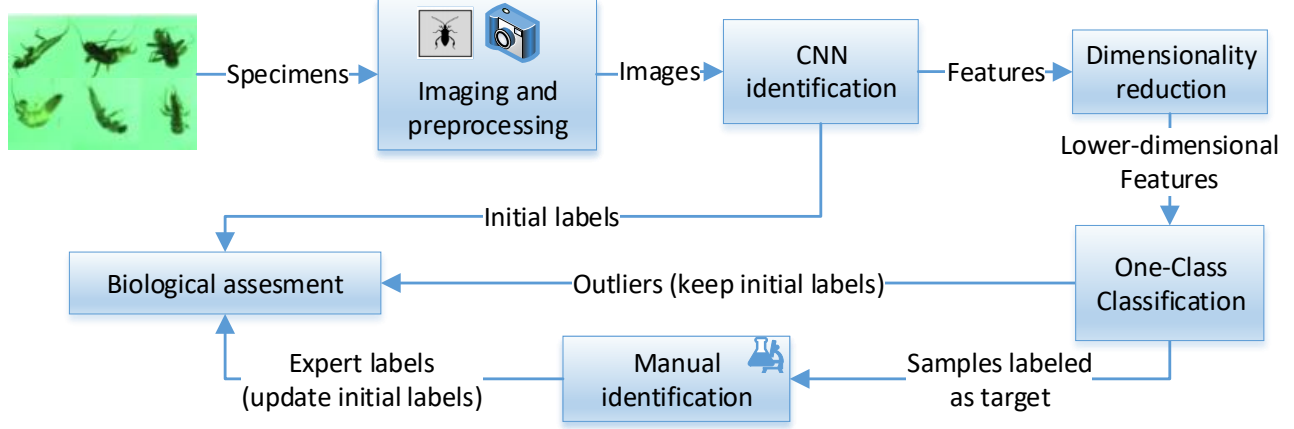 Specimens
Imaging and
preprocessing
Images
CNN
identification
Features
Dimensionality
reduction
Lower-dimensional
Features
Initial labels
Biological assesment
Outliers (keep initial labels)
One-Class
Classification
Expert labels
(update initial labels)
Manual
identification
Samples labeled
as target